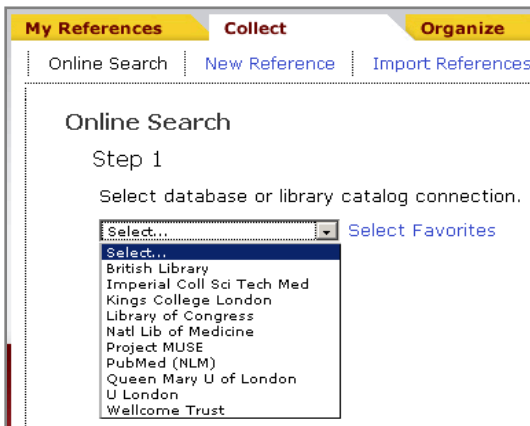 My References Collect Organize
Online Search New Reference Import References
Online Search
Step 1
Select database or library catalog connection.
Select... Select Favorites
Select...
British Library
Imperial Coll Sci Tech Med
Kings College London
Library of Congress
Natl Lib of Medicine
Project MUSE
PubMed (NLM)
Queen Mary U of London
U London
Wellcome Trust